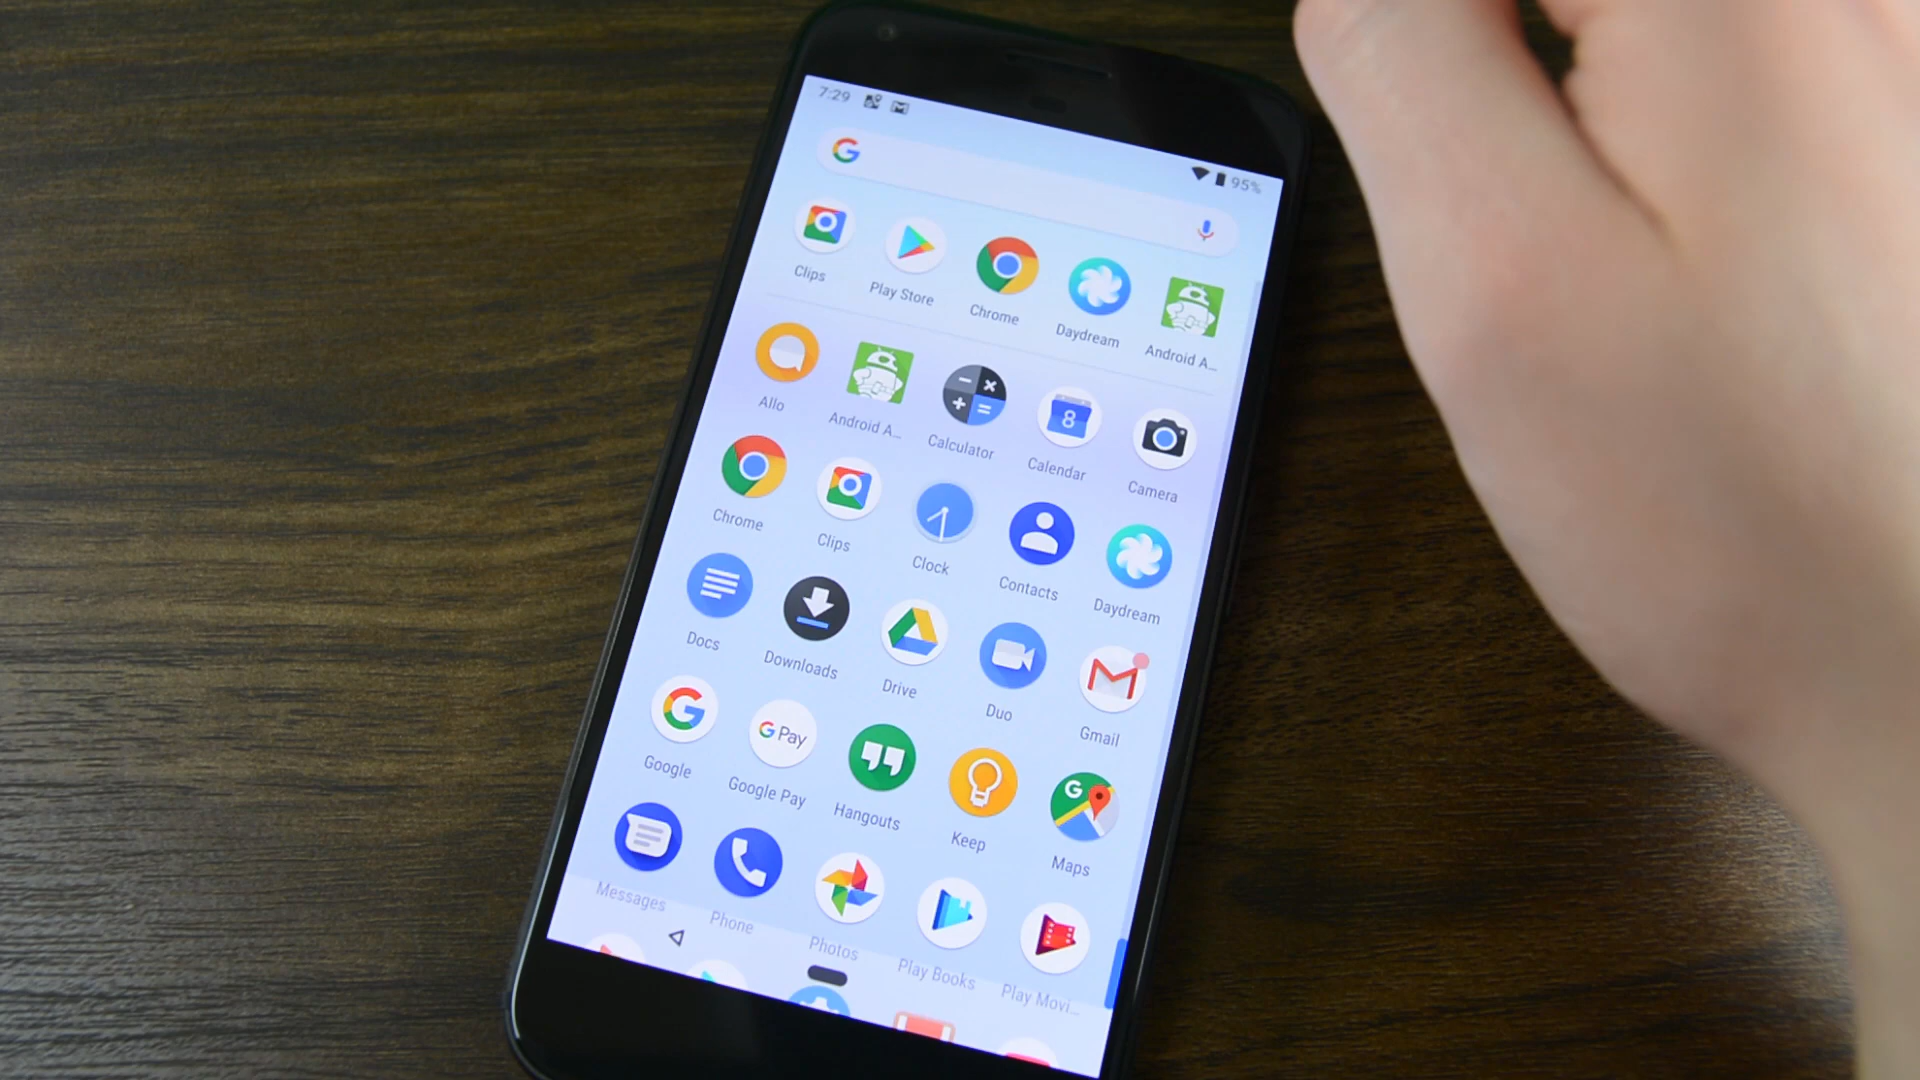 7:29
95%
G
Clips
Play Store
Chrome
Daydream
Android A...
Allo
Android A...
8
Calculator
Calendar
Camera
Chrome
Clips
Clock
Contacts
Daydream
Docs
Downloads
Drive
Duo
Gmail
G
G Pay
G
Google
Google Pay
Hangouts
Keep
Maps
Messages
Phone
Photos
Play Books
Play Movi...